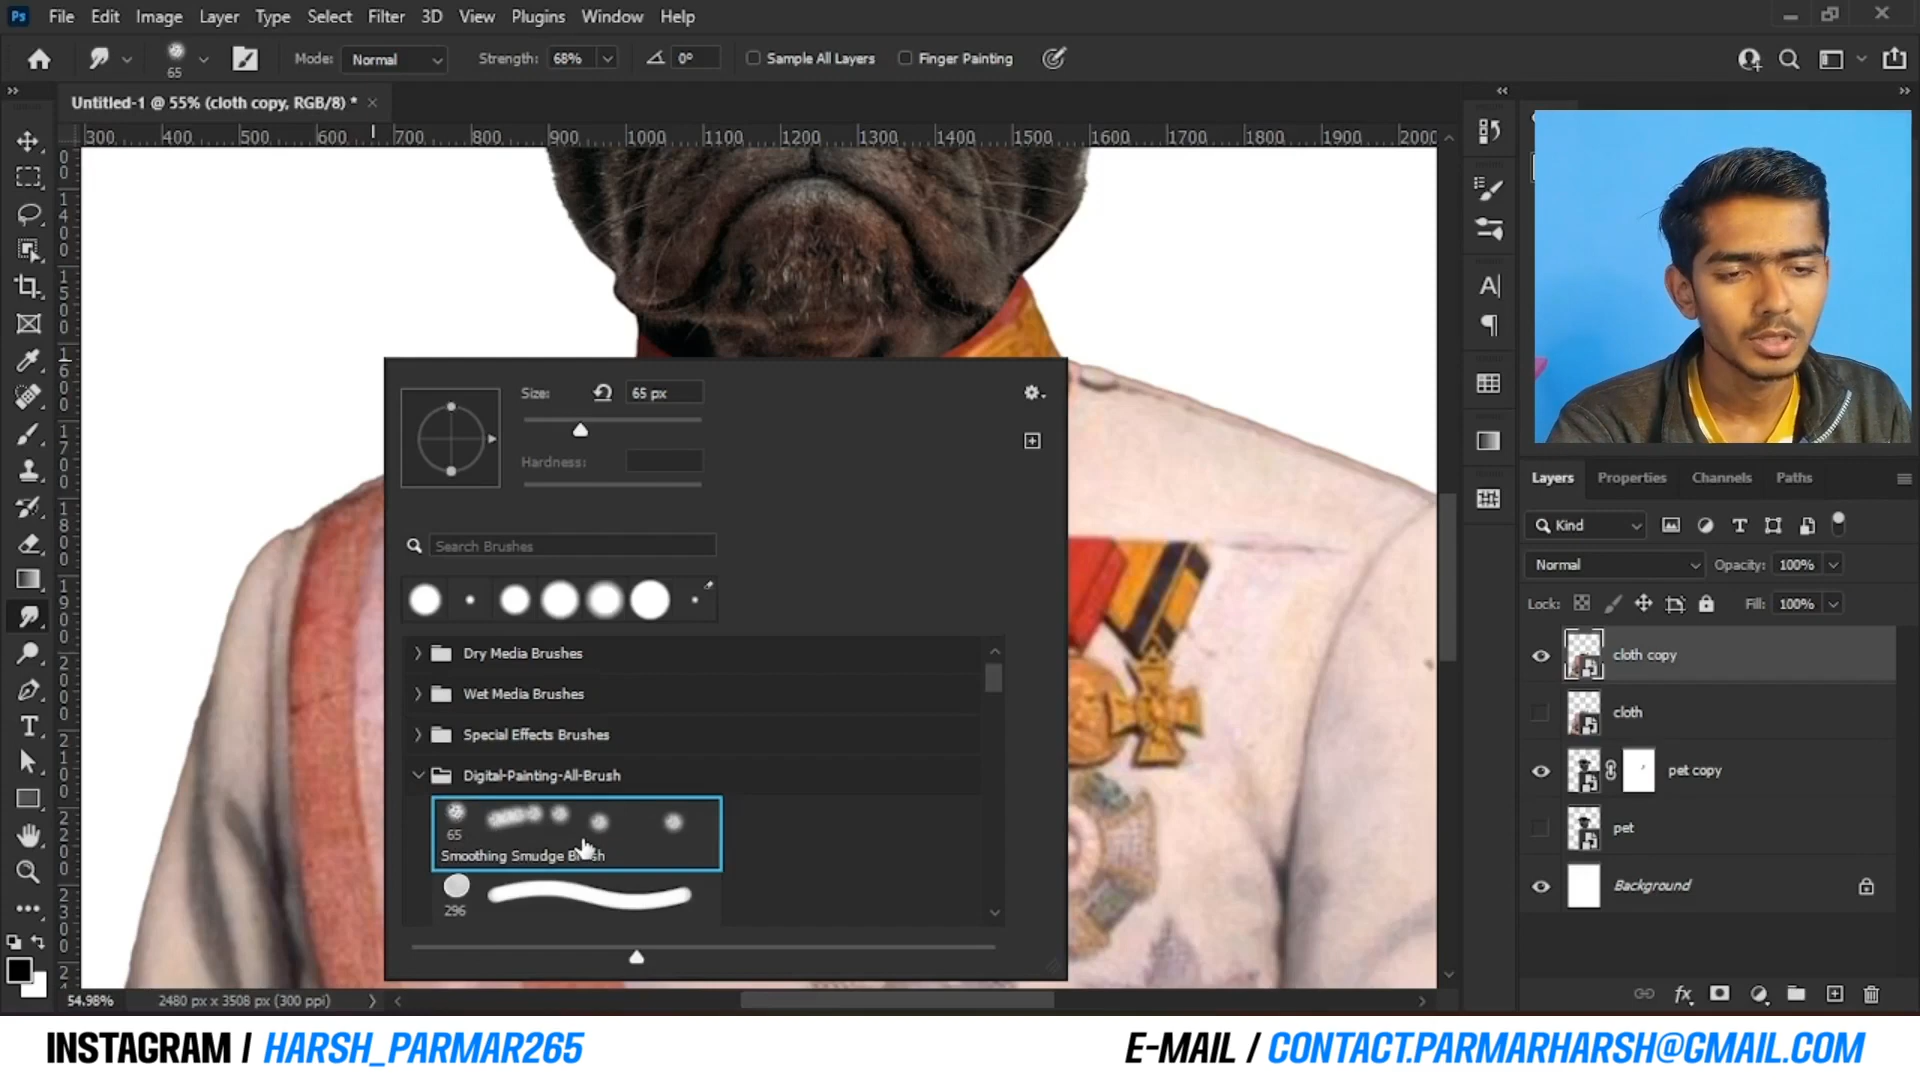 Ps File Edit Image Layer Type Select Filter 3D View Plugins Window Help
65 Mode: Normal Strength: 68% 0° Sample All Layers Finger Painting
Untitled-1 @ 55% (cloth copy, RGB/8) * ×
300 400 500 600 700 800 900 1000 1100 1200 1300 1400 1500 1600 1700 1800 1900 2000
Size: 65 px
Hardness:
Search Brushes
Dry Media Brushes
Wet Media Brushes
Special Effects Brushes
Digital-Painting-All-Brush
65
Smoothing Smudge
296
Layers Properties Channels Paths
Kind
Normal Opacity: 100%
Lock: Fill: 100%
cloth copy
cloth
pet copy
pet
Background
54.98% 2480 px x 3508 px (300 ppi)
INSTAGRAM / HARSH_PARMAR265 E-MAIL / CONTACT.PARMARHARSH@GMAIL.COM